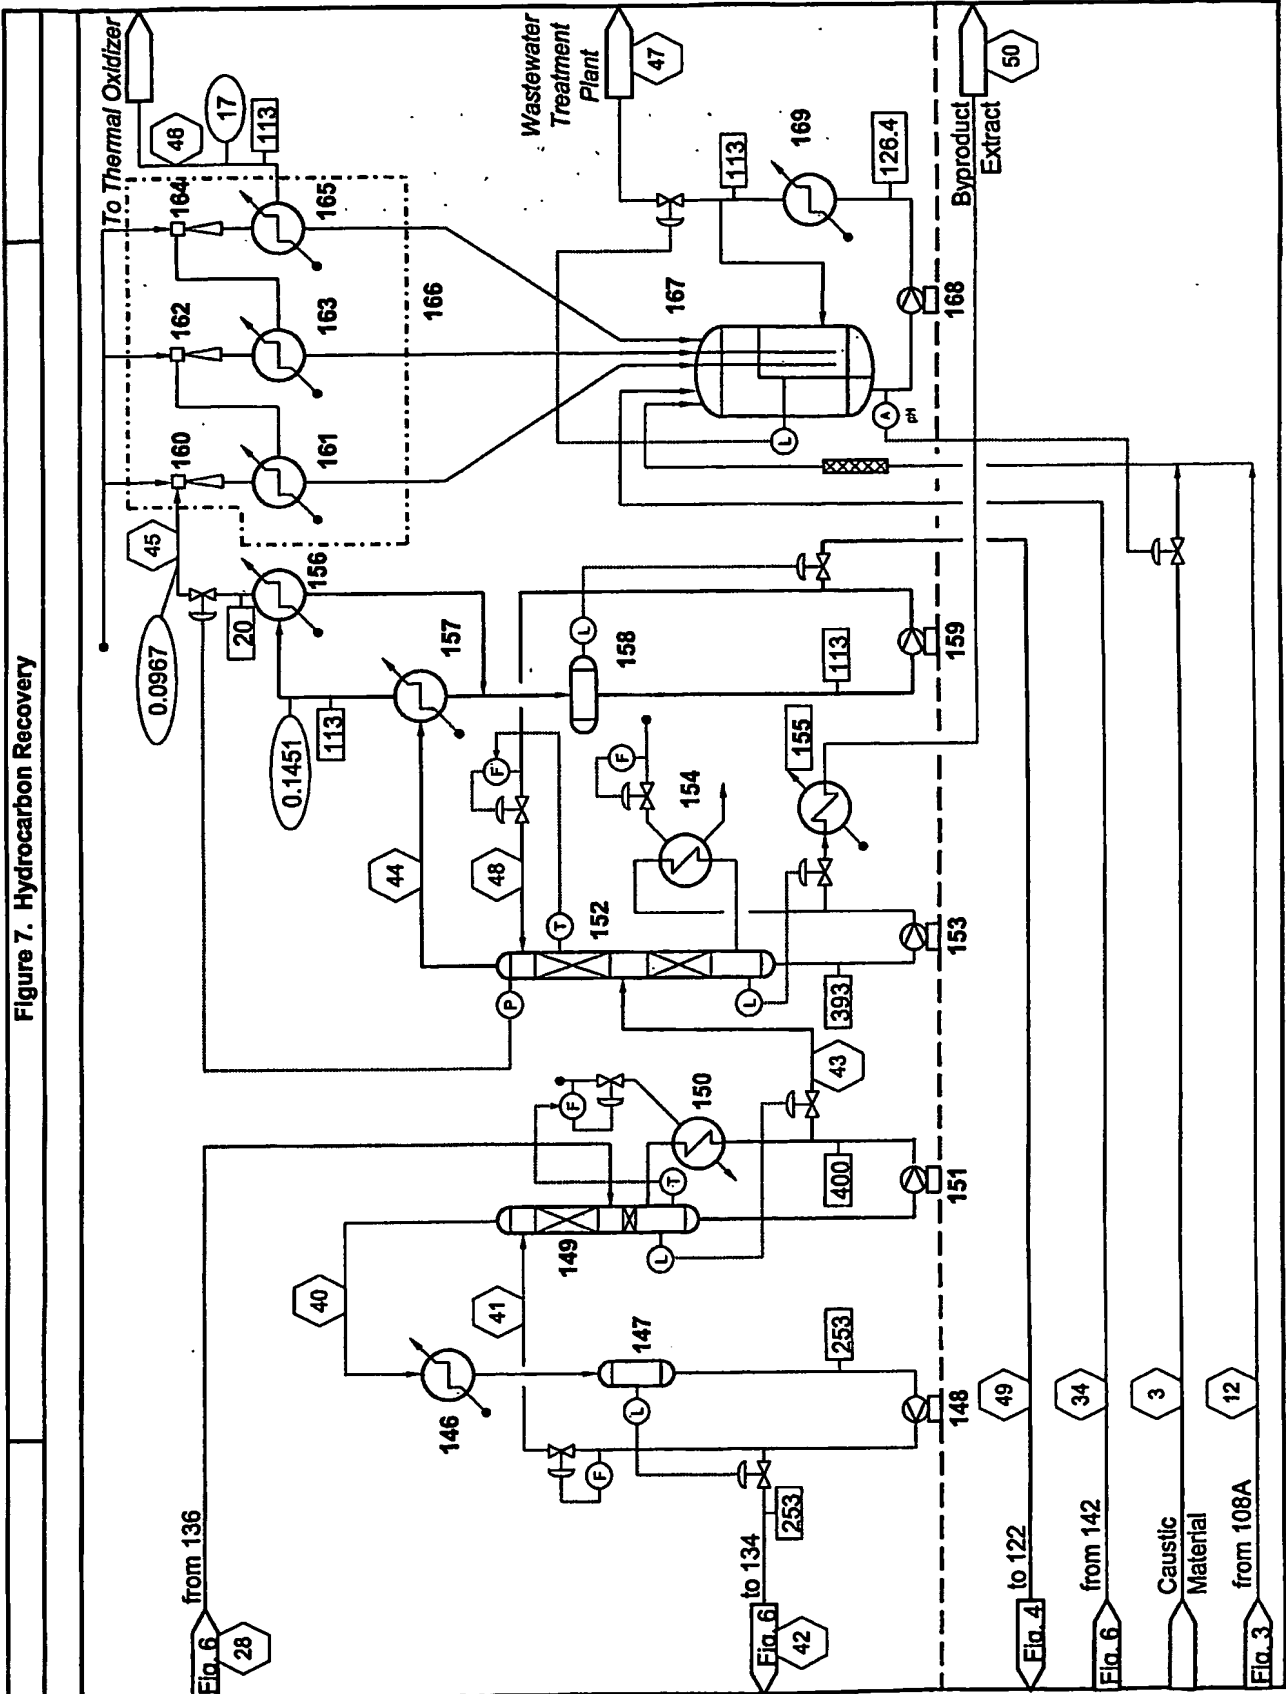 Figure 7. Hydrocarbon Recovery
To Thermal Oxidizer
46
17
113
164
165
162
163
160
161
166
45
0.0967
20
156
157
0.1451
113
158
159
113
Wastewater
Treatment
Plant
47
113
169
126.4
167
168
L
A
pH
Byproduct
Extract
50
44
48
F
F
154
155
L
T
152
P
L
393
153
43
F
150
T
149
L
400
151
40
41
146
147
L
253
148
F
253
from 136
Fig. 6
28
to 134
Fig. 6
42
to 122
Fig. 4
49
from 142
Fig. 6
34
Caustic
Material
3
from 108A
Fig. 3
12